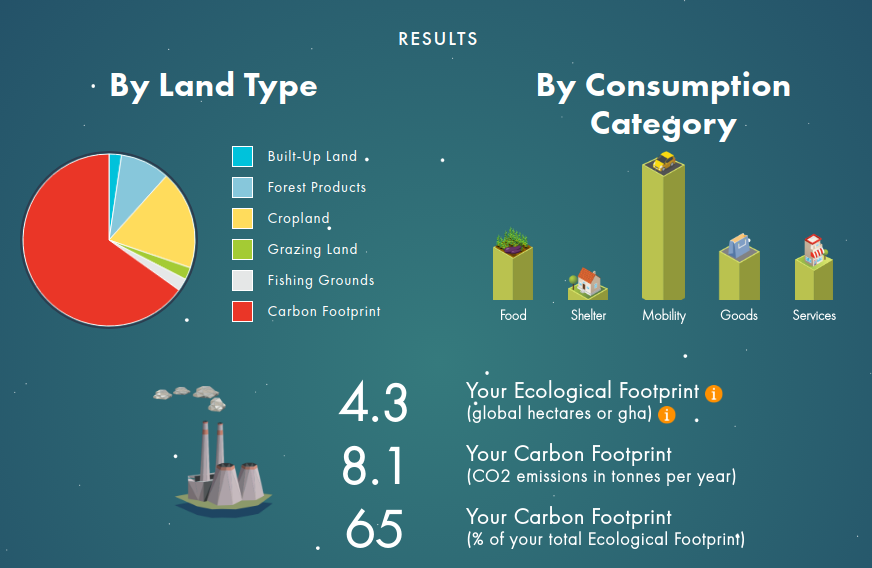 RESULTS
By Land Type
Built-Up Land
Forest Products
Cropland
Grazing Land
Fishing Grounds
Carbon Footprint
By Consumption
Category
Food
Shelter
Mobility
Goods
Services
4.3
Your Ecological Footprint i
(global hectares or gha) i
8.1
Your Carbon Footprint
(CO2 emissions in tonnes per year)
65
Your Carbon Footprint
(% of your total Ecological Footprint)